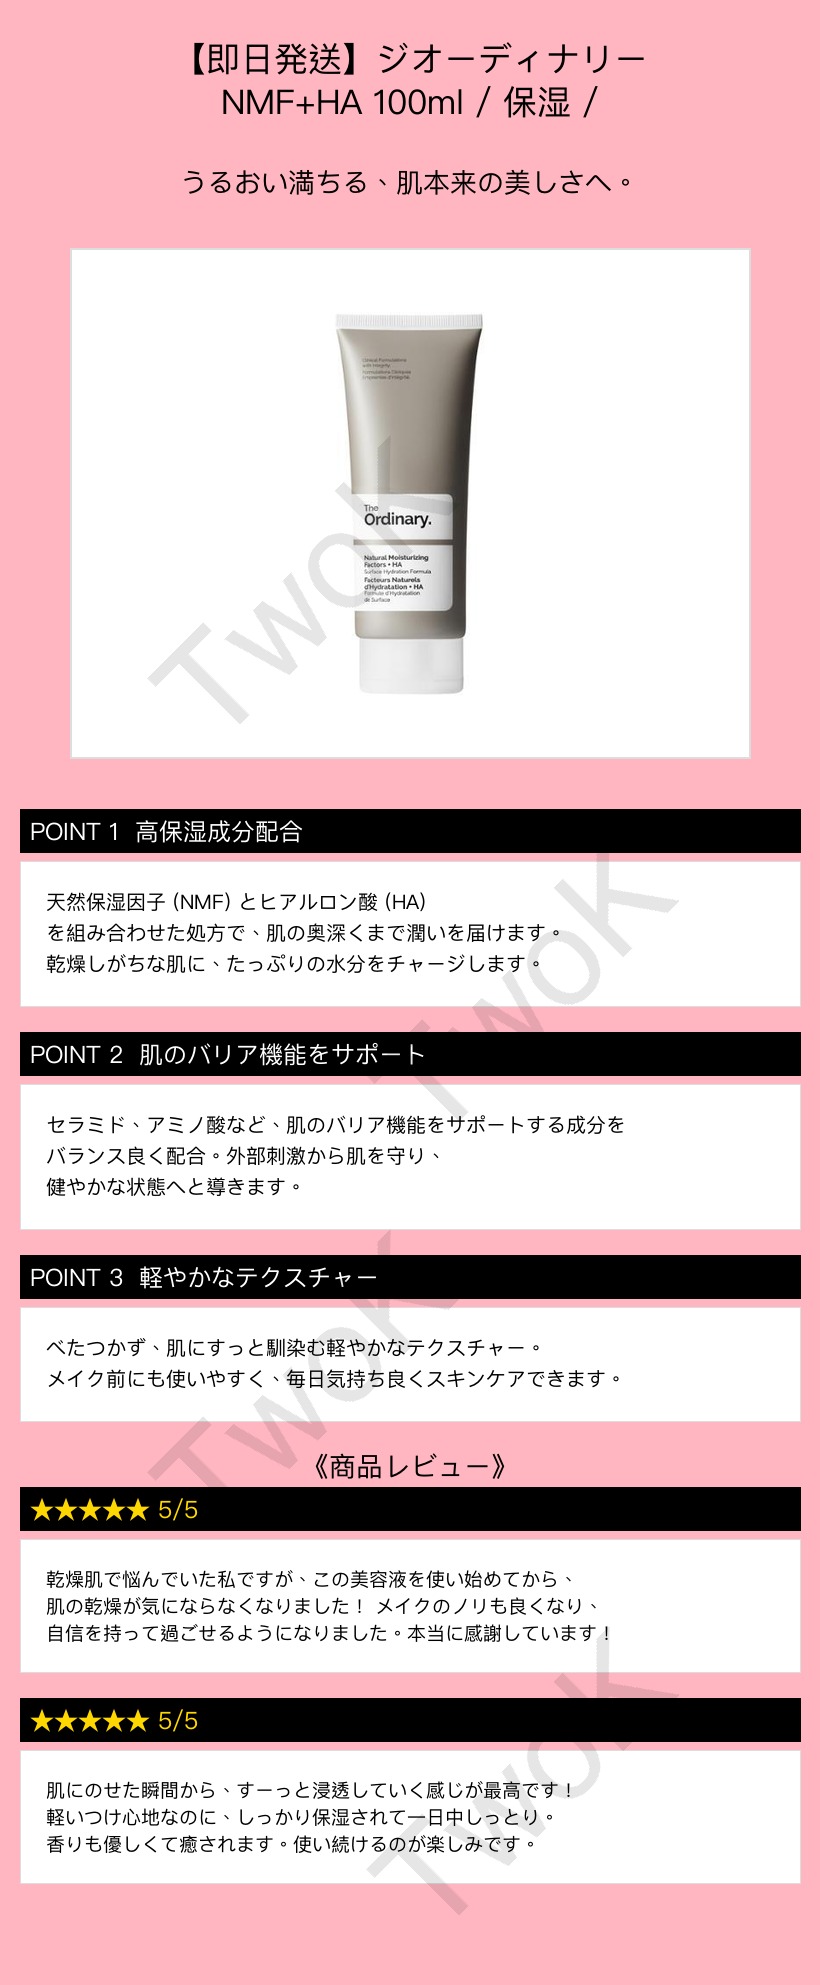 【即日発送】ジオーディナリー
NMF+HA 100ml / 保湿 /
うるおい満ちる、肌本来の美しさへ。
Clinical Formulations
with Integrity.
Formulations Cliniques
Empreintes d'Intégrité.
The
Ordinary.
Natural Moisturizing
Factors + HA
Surface Hydration Formula
Facteurs Naturels
d'Hydratation + HA
Formule d'Hydratation
de Surface
TwoK
POINT 1 高保湿成分配合
天然保湿因子 (NMF) とヒアルロン酸 (HA)
を組み合わせた処方で、肌の奥深くまで潤いを届けます。
乾燥しがちな肌に、たっぷりの水分をチャージします。
TwoK
POINT 2 肌のバリア機能をサポート
セラミド、アミノ酸など、肌のバリア機能をサポートする成分を
バランス良く配合。外部刺激から肌を守り、
健やかな状態へと導きます。
POINT 3 軽やかなテクスチャー
べたつかず、肌にすっと馴染む軽やかなテクスチャー。
メイク前にも使いやすく、毎日気持ち良くスキンケアできます。
TwoK
《商品レビュー》
★★★★★ 5/5
乾燥肌で悩んでいた私ですが、この美容液を使い始めてから、
肌の乾燥が気にならなくなりました！ メイクのノリも良くなり、
自信を持って過ごせるようになりました。本当に感謝しています！
★★★★★ 5/5
肌にのせた瞬間から、すーっと浸透していく感じが最高です！
軽いつけ心地なのに、しっかり保湿されて一日中しっとり。
香りも優しくて癒されます。使い続けるのが楽しみです。
TwoK